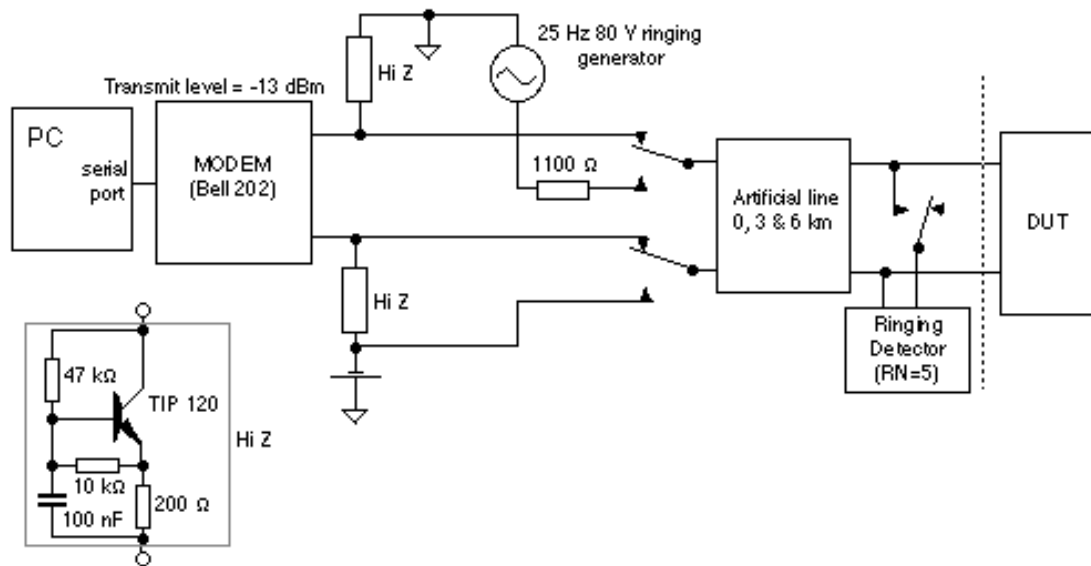 25 Hz 80 Y ringing
generator
Hi Z
Transmit level = -13 dBm
PC
serial
port
MODEM
(Bell 202)
1100 Ω
Artificial line
0, 3 & 6 km
DUT
Hi Z
Ringing
Detector
(RN=5)
47 kΩ
TIP 120
Hi Z
10 kΩ
200 Ω
100 nF